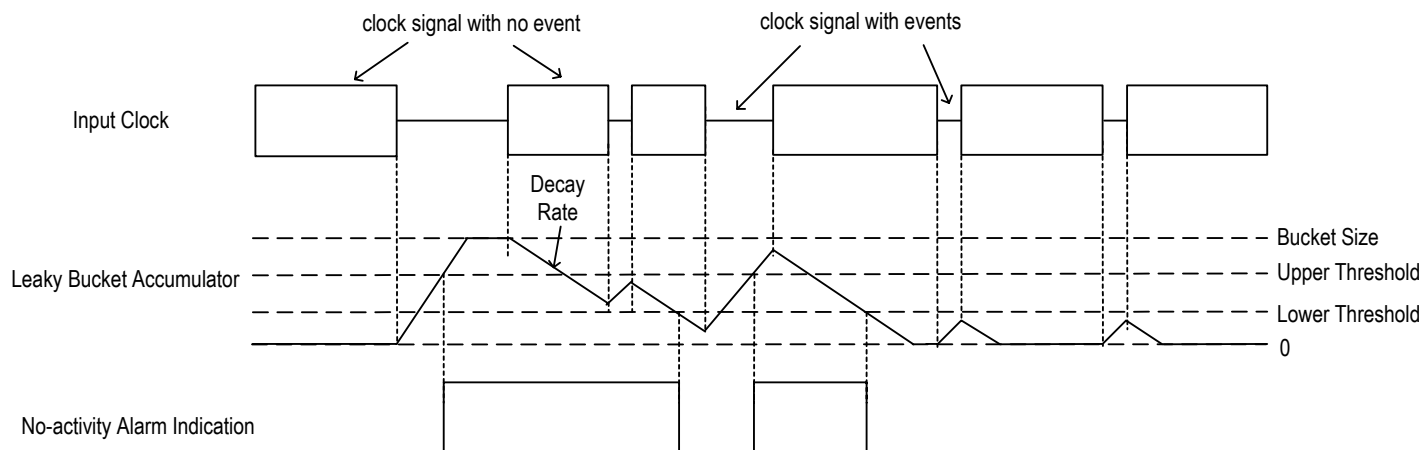 clock signal with no event
clock signal with events
Input Clock
Decay
Rate
Bucket Size
Leaky Bucket Accumulator
Upper Threshold
Lower Threshold
0
No-activity Alarm Indication